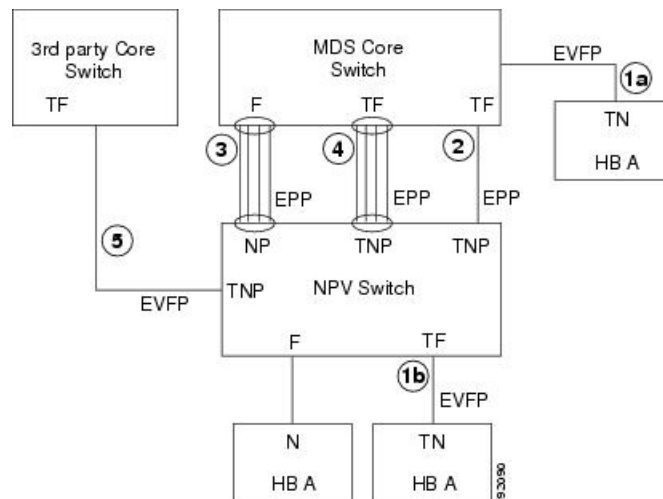 3rd party Core
Switch
TF
MDS Core
Switch
F
TF
TF
EVFP
1a
TN
HB A
3
4
2
EPP
EPP
EPP
5
NP
TNP
TNP
EVFP
TNP
NPV Switch
F
TF
1b
EVFP
N
HB A
TN
HB A